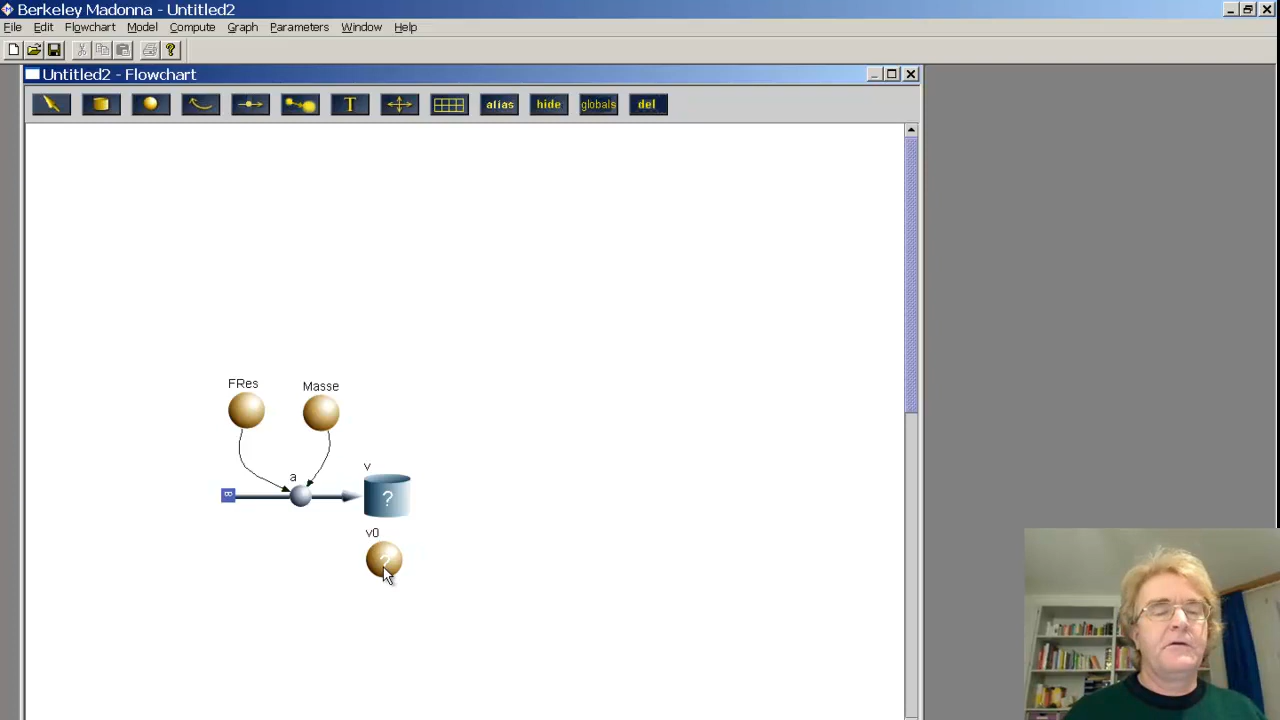 Berkeley Madonna - Untitled2
File Edit Flowchart Model Compute Graph Parameters Window Help
?
Untitled2 - Flowchart
T alias hide globals del
FRes Masse
a
v
?
v0
?